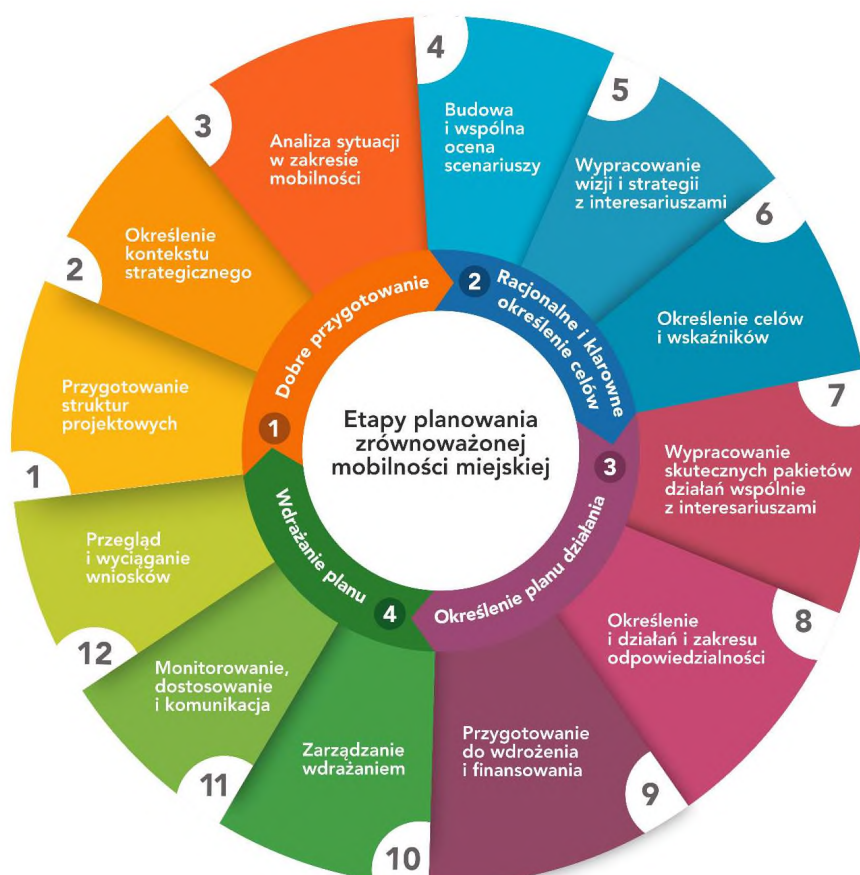 Etapy planowania
zrównoważonej
mobilności miejskiej
1
Dobre przygotowanie
2
Racjonalne i klarowne
określenie celów
3
Określenie planu działania
4
Wdrażanie planu
1
Przygotowanie
struktur
projektowych
2
Określenie
kontekstu
strategicznego
3
Analiza sytuacji
w zakresie
mobilności
4
Budowa
i wspólna
ocena
scenariuszy
5
Wypracowanie
wizji i strategii
z interesariuszami
6
Określenie celów
i wskaźników
7
Wypracowanie
skutecznych pakietów
działań wspólnie
z interesariuszami
8
Określenie
i działań i zakresu
odpowiedzialności
9
Przygotowanie
do wdrożenia
i finansowania
10
Zarządzanie
wdrażaniem
11
Monitorowanie,
dostosowanie
i komunikacja
12
Przegląd
i wyciąganie
wniosków